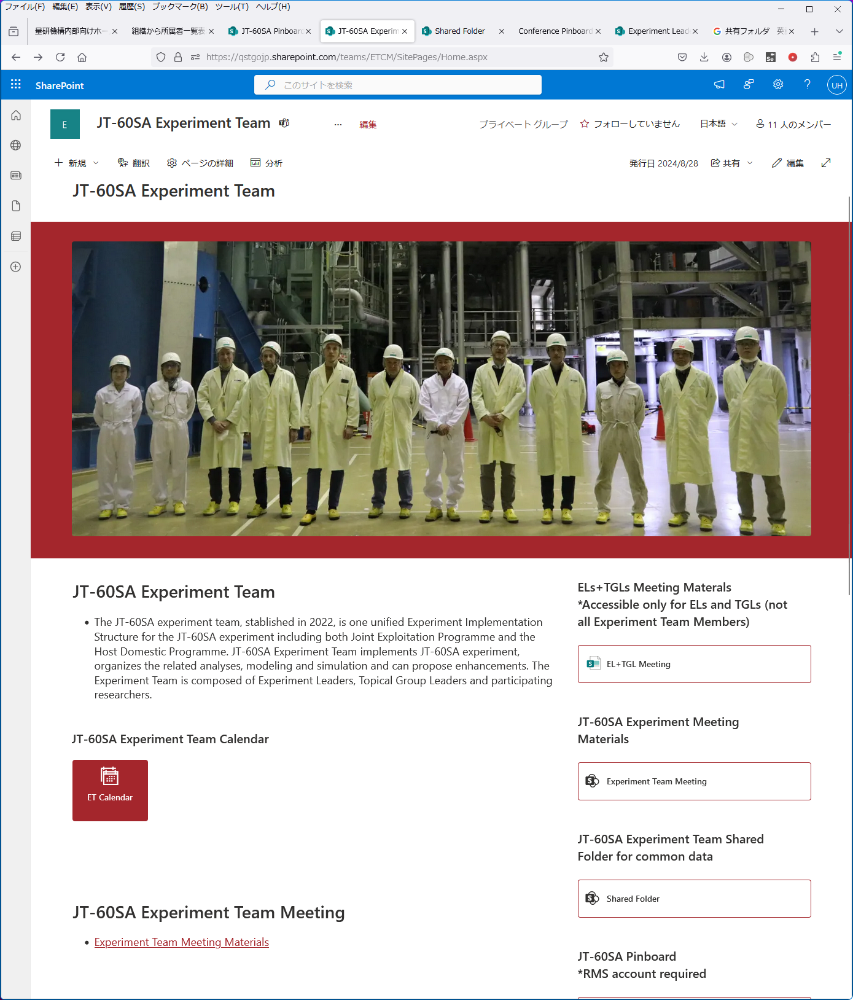 ファイル(F) 編集(E) 表示(V) 履歴(S) ブックマーク(B) ツール(T) ヘルプ(H)
量研機構内部向けホー 組織から所属者一覧表 JT-60SA Pinboard JT-60SA Experim Shared Folder Conference Pinboard Experiment Lead 共有フォルダ 英
https://qstgojp.sharepoint.com/teams/ETCM/SitePages/Home.aspx
SharePoint このサイトを検索 UH
E JT-60SA Experiment Team ... 編集 プライベート グループ フォローしていません 日本語 11 人のメンバー
新規 翻訳 ページの詳細 分析 発行日 2024/8/28 共有 編集
JT-60SA Experiment Team
JT-60SA Experiment Team
• The JT-60SA experiment team, stablished in 2022, is one unified Experiment Implementation
Structure for the JT-60SA experiment including both Joint Exploitation Programme and the
Host Domestic Programme. JT-60SA Experiment Team implements JT-60SA experiment,
organizes the related analyses, modeling and simulation and can propose enhancements. The
Experiment Team is composed of Experiment Leaders, Topical Group Leaders and participating
researchers.
JT-60SA Experiment Team Calendar
ET Calendar
JT-60SA Experiment Team Meeting
• Experiment Team Meeting Materials
ELs+TGLs Meeting Materals
*Accessible only for ELs and TGLs (not
all Experiment Team Members)
EL+TGL Meeting
JT-60SA Experiment Meeting
Materials
Experiment Team Meeting
JT-60SA Experiment Team Shared
Folder for common data
Shared Folder
JT-60SA Pinboard
*RMS account required